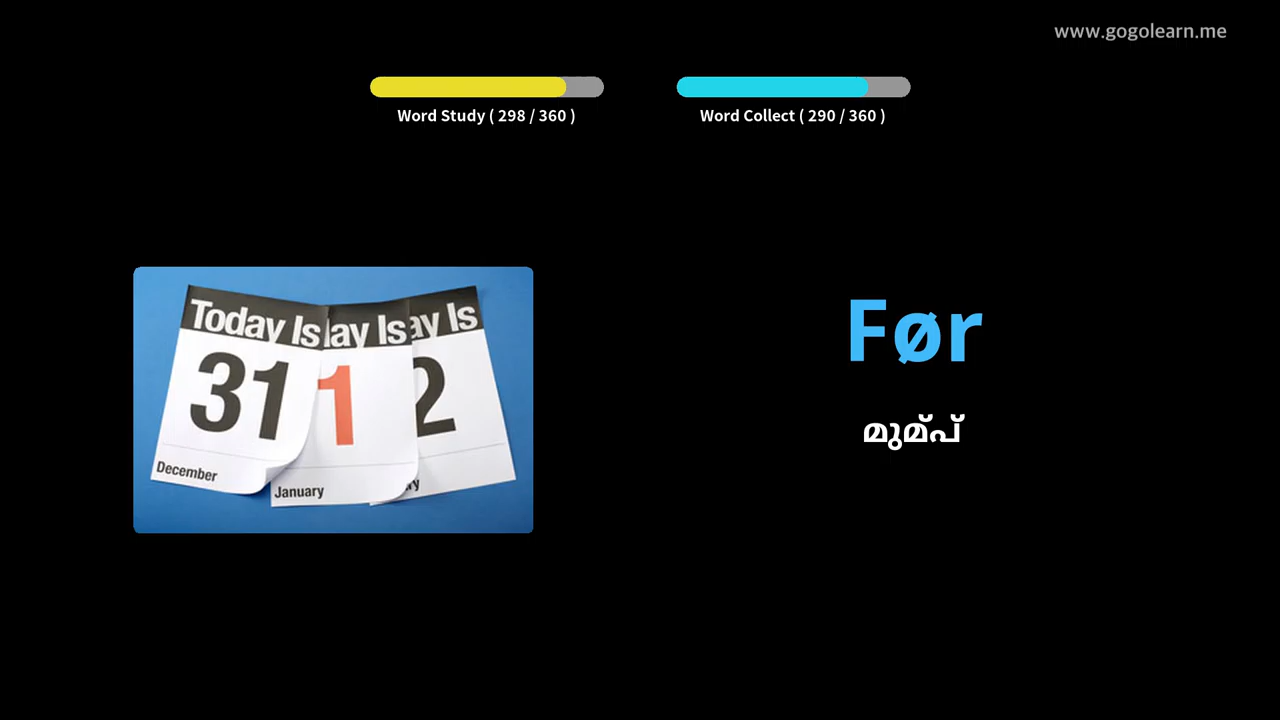 www.gogolearn.me
Word Study ( 298 / 360 )
Word Collect ( 290 / 360 )
Today Is
lay Is
ay Is
31
1
2
December
January
ry
Før
മുമ്പ്